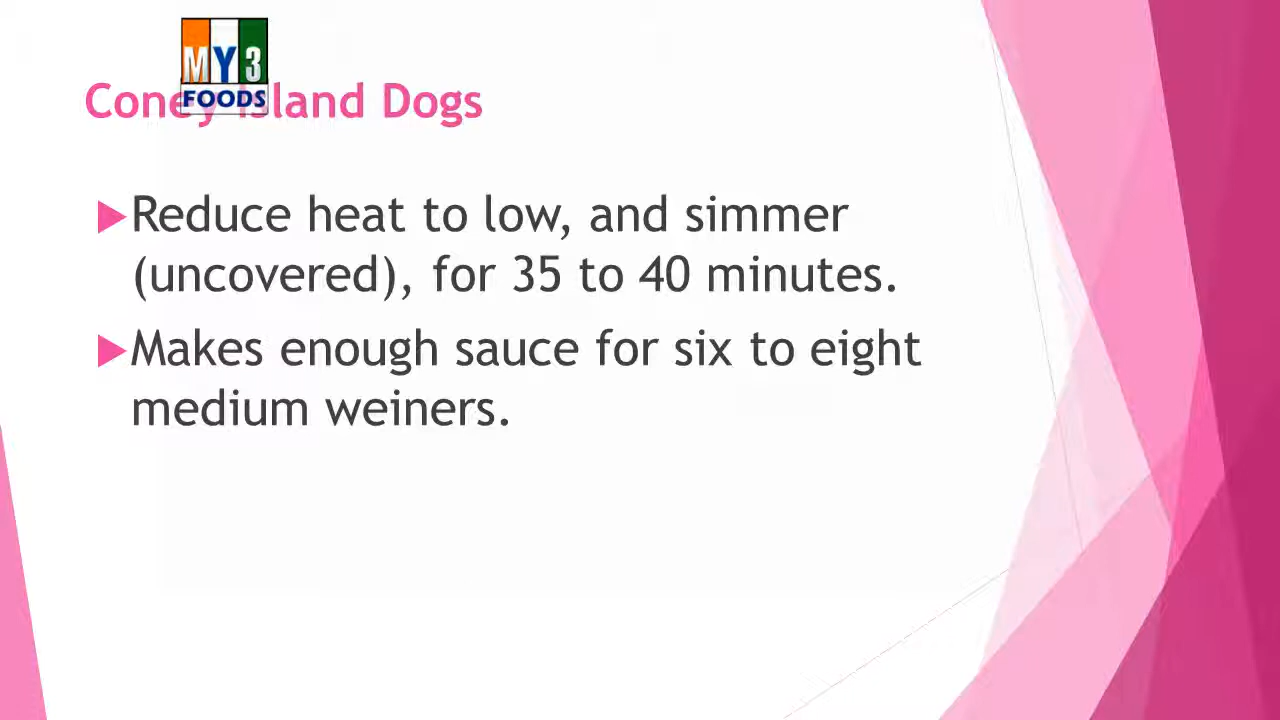 MY3
FOODS
Coney Island Dogs
Reduce heat to low, and simmer
(uncovered), for 35 to 40 minutes.
Makes enough sauce for six to eight
medium weiners.